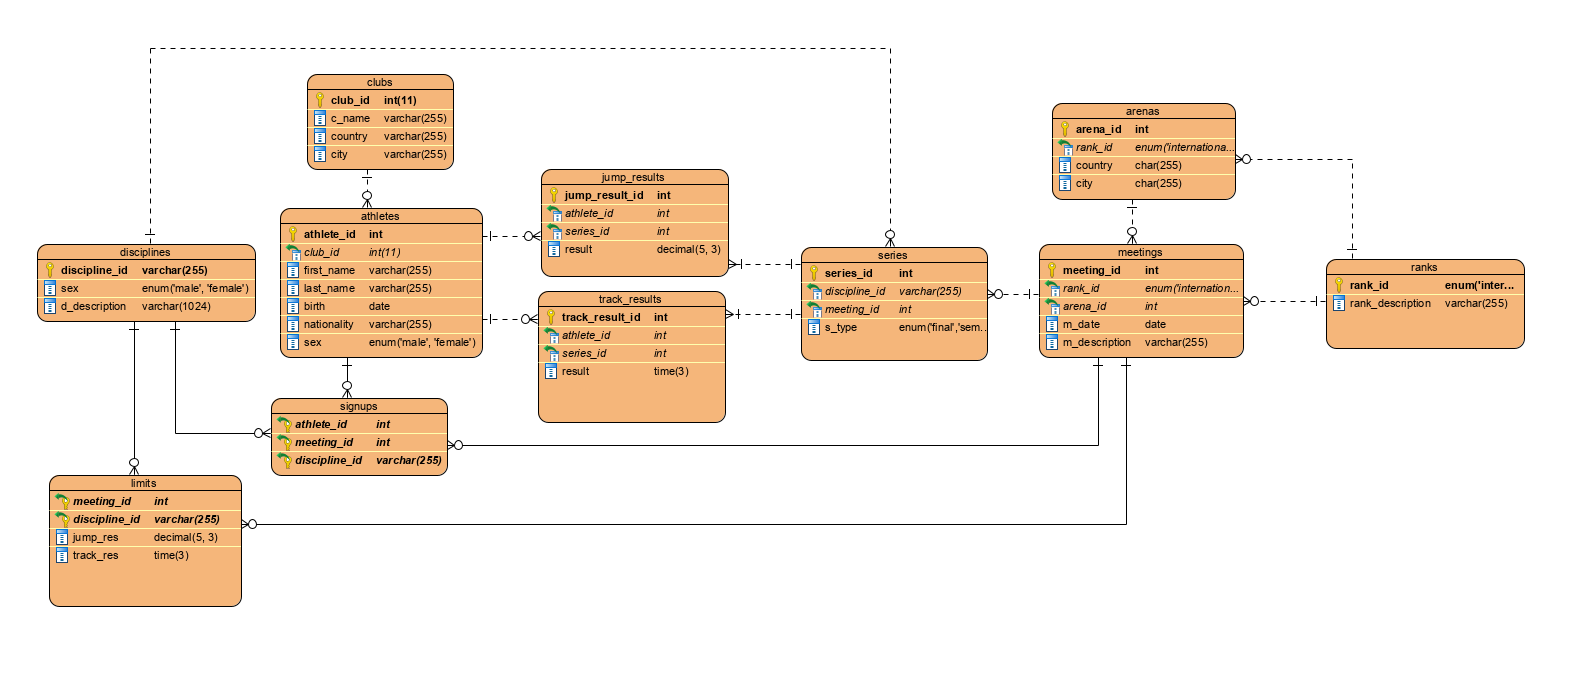 clubs
club_id int(11)
c_name varchar(255)
country varchar(255)
city varchar(255)
arenas
arena_id int
rank_id enum('internationa...
country char(255)
city char(255)
jump_results
jump_result_id int
athlete_id int
series_id int
result decimal(5, 3)
athletes
athlete_id int
club_id int(11)
first_name varchar(255)
last_name varchar(255)
birth date
nationality varchar(255)
sex enum('male', 'female')
disciplines
discipline_id varchar(255)
sex enum('male', 'female')
d_description varchar(1024)
series
series_id int
discipline_id varchar(255)
meeting_id int
s_type enum('final','sem...
meetings
meeting_id int
rank_id enum('internation...
arena_id int
m_date date
m_description varchar(255)
ranks
rank_id enum('inter...
rank_description varchar(255)
track_results
track_result_id int
athlete_id int
series_id int
result time(3)
signups
athlete_id int
meeting_id int
discipline_id varchar(255)
limits
meeting_id int
discipline_id varchar(255)
jump_res decimal(5, 3)
track_res time(3)